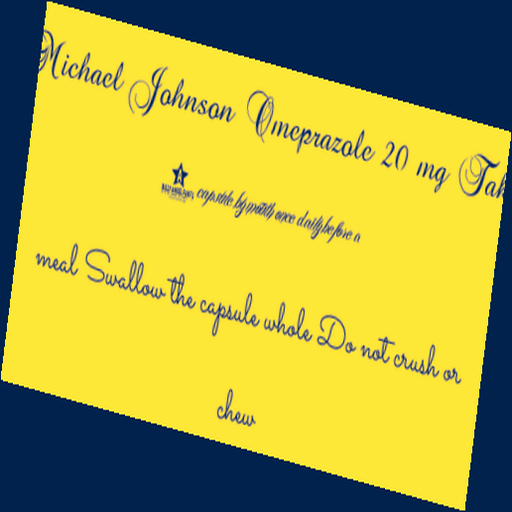 Michael Johnson Omeprazole 20 mg Tak
capsule by mouth once daily before a
meal Swallow the capsule whole Do not crush or
chew